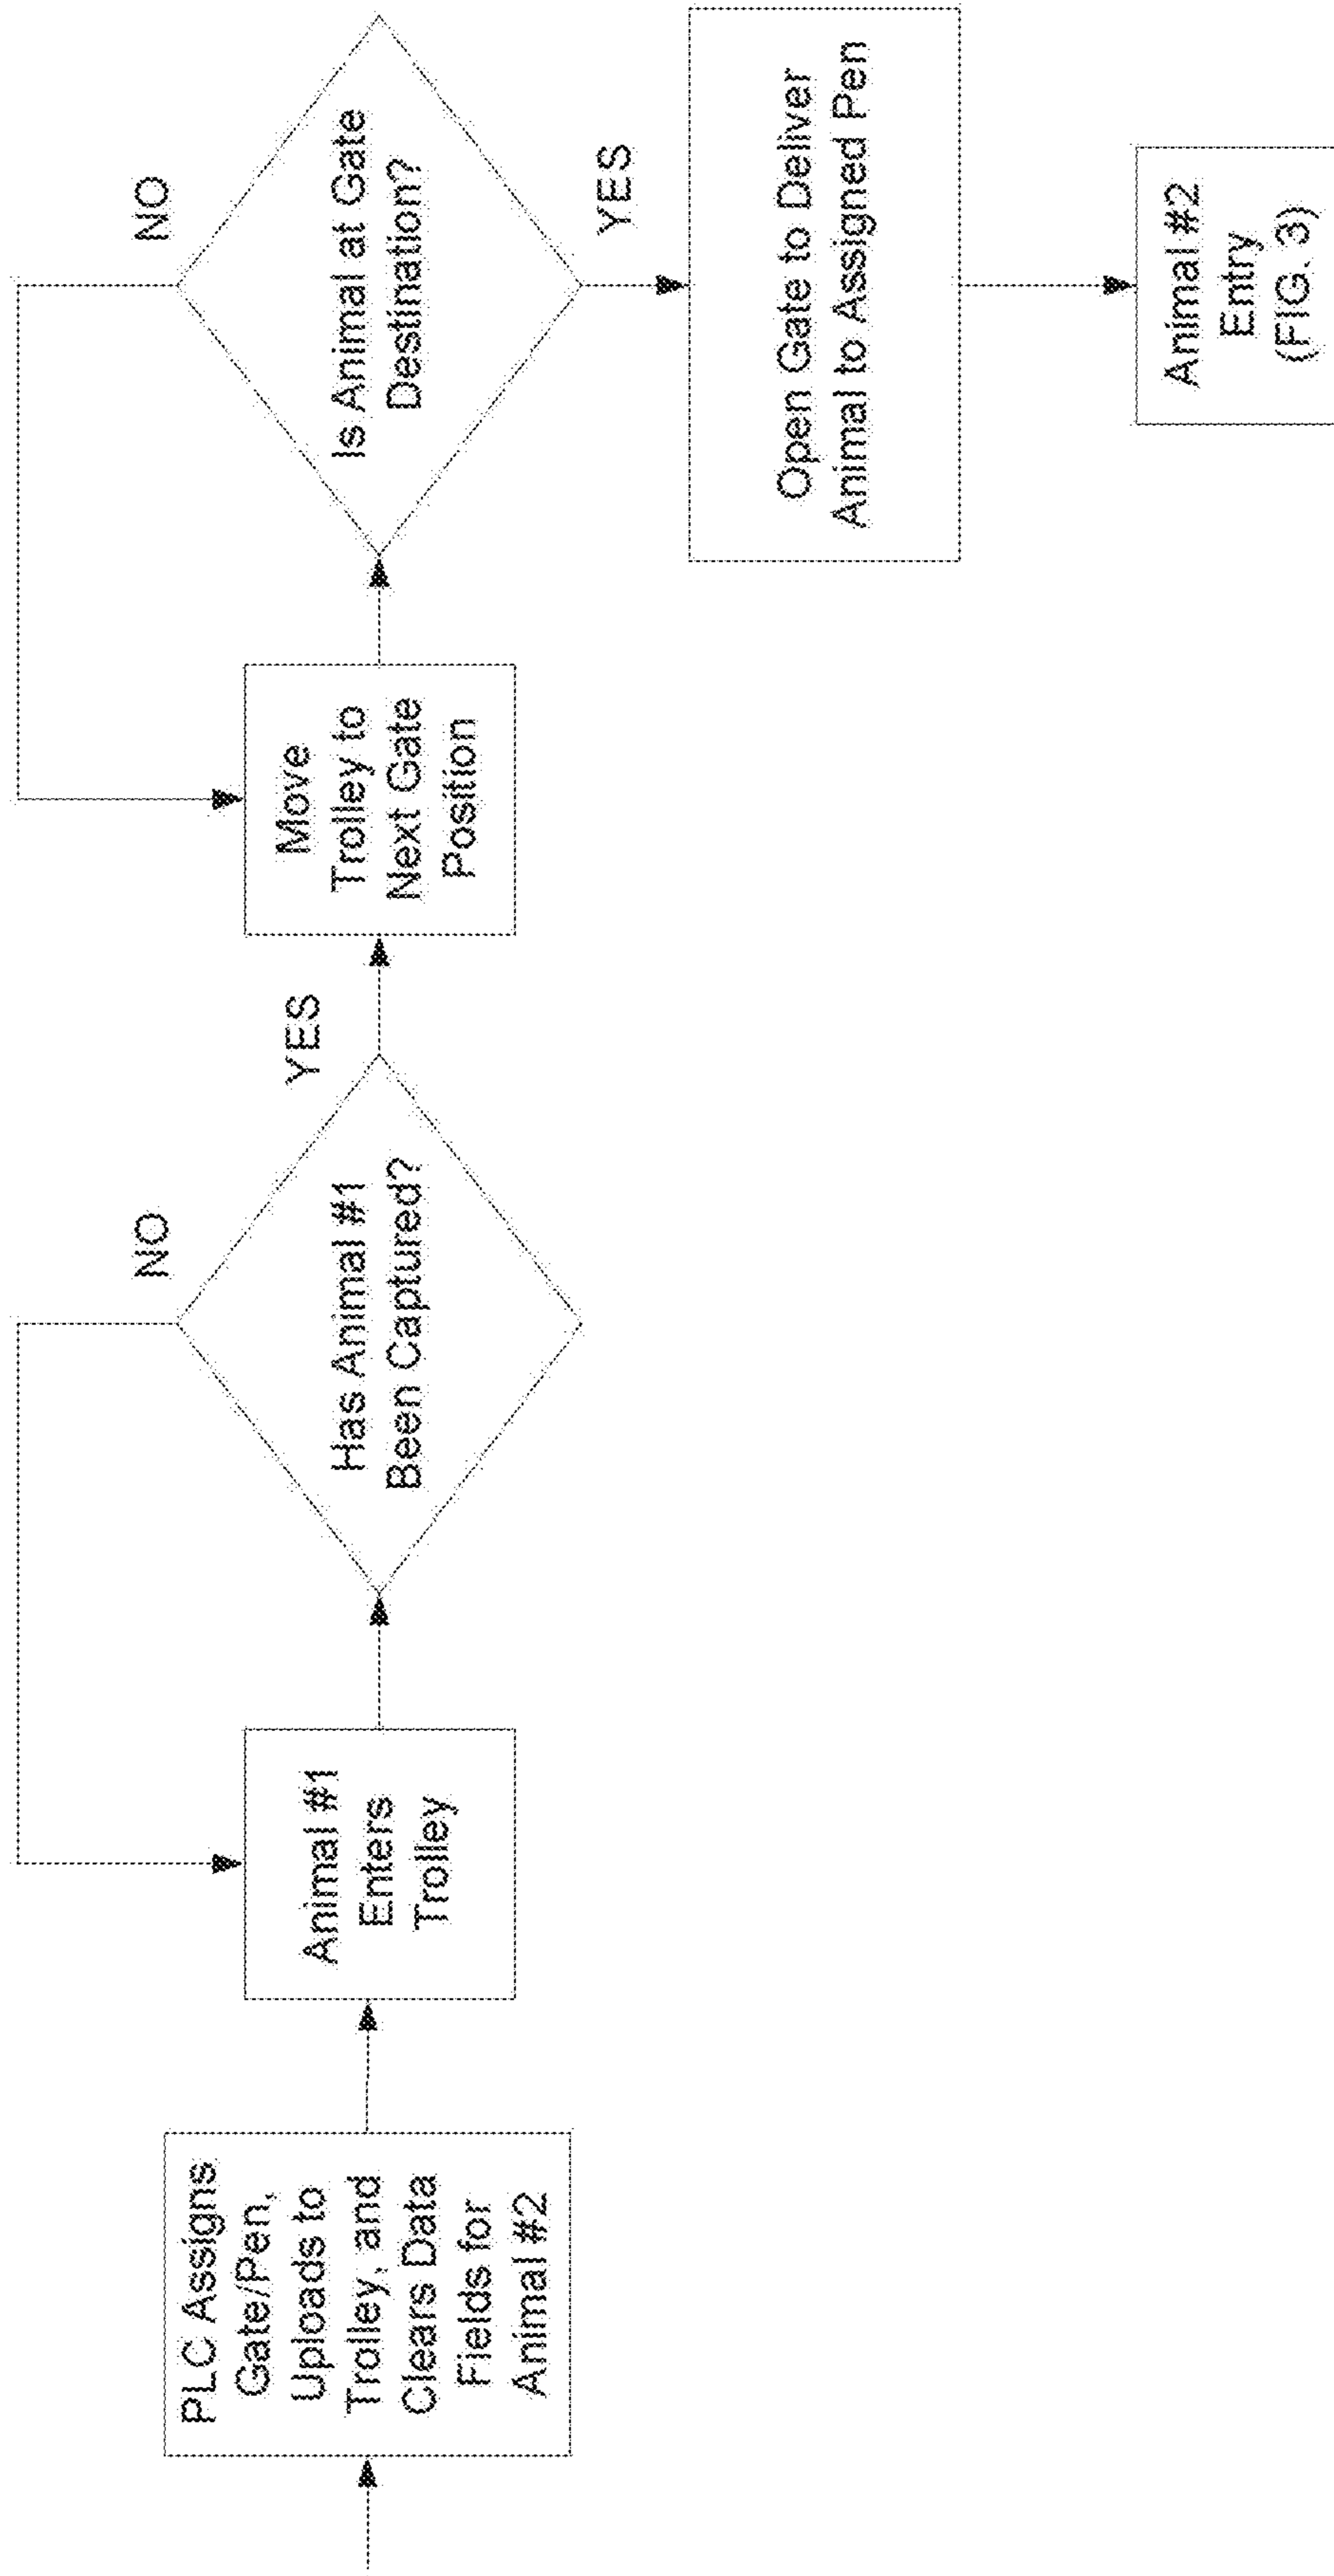 PLC Assigns
Gate/Pen,
Uploads to
Trolley, and
Clears Data
Fields for
Animal #2
Animal #1
Enters
Trolley
NO
Has Animal #1
Been Captured?
YES
Move
Trolley to
Next Gate
Position
NO
Is Animal at Gate
Destination?
YES
Open Gate to Deliver
Animal to Assigned Pen
Animal #2
Entry
(FIG. 3)